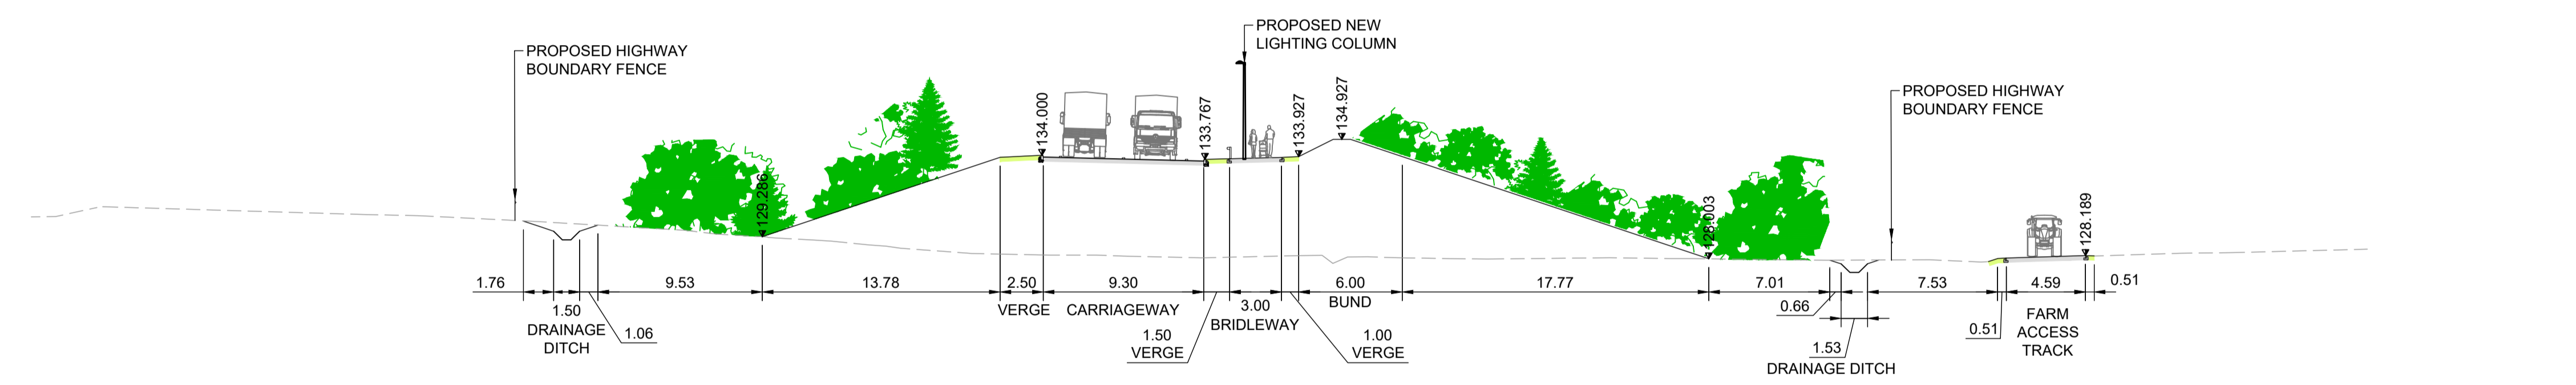 PROPOSED NEW
LIGHTING COLUMN
PROPOSED HIGHWAY
BOUNDARY FENCE
PROPOSED HIGHWAY
BOUNDARY FENCE
129.286
134.000
133.767
133.927
134.927
128.003
128.189
1.76
1.50
DRAINAGE
DITCH
1.06
9.53
13.78
2.50
VERGE
9.30
CARRIAGEWAY
1.50
VERGE
3.00
BRIDLEWAY
1.00
VERGE
6.00
BUND
17.77
7.01
0.66
1.53
DRAINAGE DITCH
7.53
0.51
4.59
FARM
ACCESS
TRACK
0.51